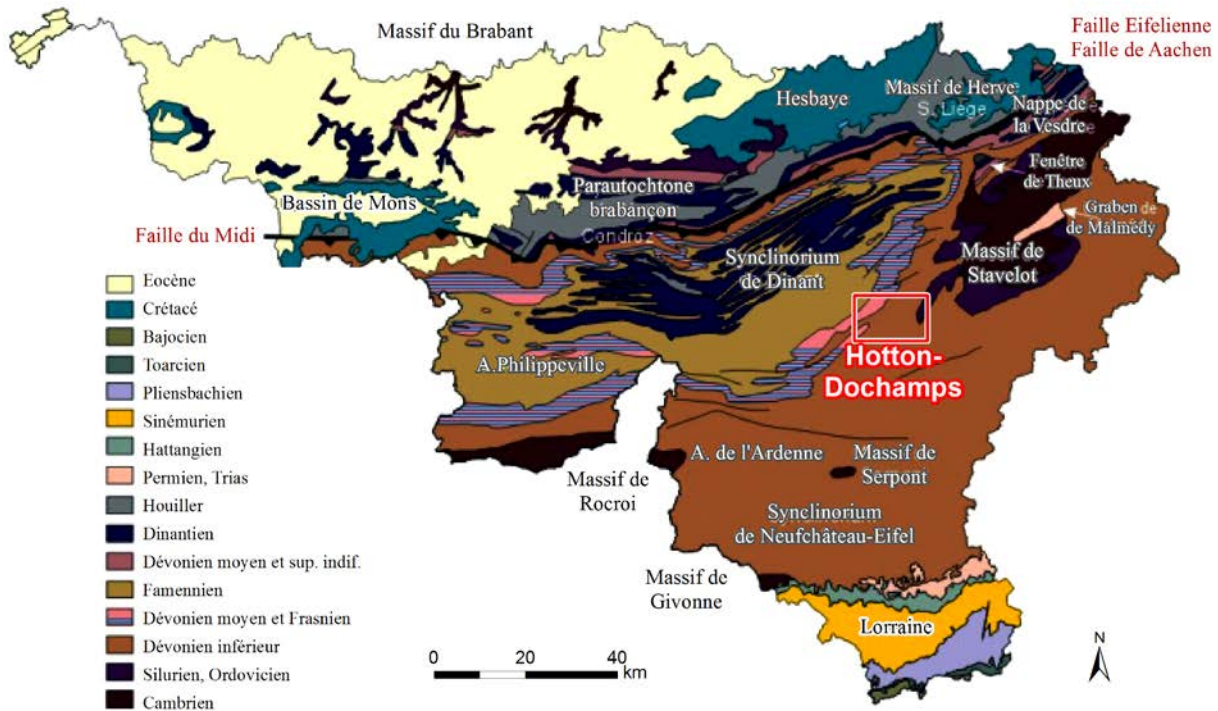 Massif du Brabant
Faille Eifelienne
Faille de Aachen
Hesbaye
Massif de Herve
S. Liège
Nappe de
la Vesdre
Fenêtre
de Theux
Graben
de Malmédy
Parautochtone
brabançon
Condroz
Bassin de Mons
Faille du Midi
Synclinorium
de Dinant
Massif de
Stavelot
Hotton-
Dochamps
A.Philippeville
Eocène
Crétacé
Bajocien
Toarcien
Pliensbachien
Sinémurien
Hattangien
Permien, Trias
Houiller
Dinantien
Dévonien moyen et sup. indif.
Famennien
Dévonien moyen et Frasnien
Dévonien inférieur
Silurien, Ordovicien
Cambrien
Massif de
Rocroi
A. de l'Ardenne
Massif de
Serpont
Synclinorium
de Neufchâteau-Eifel
Massif de
Givonne
Lorraine
0 20 40
km
N